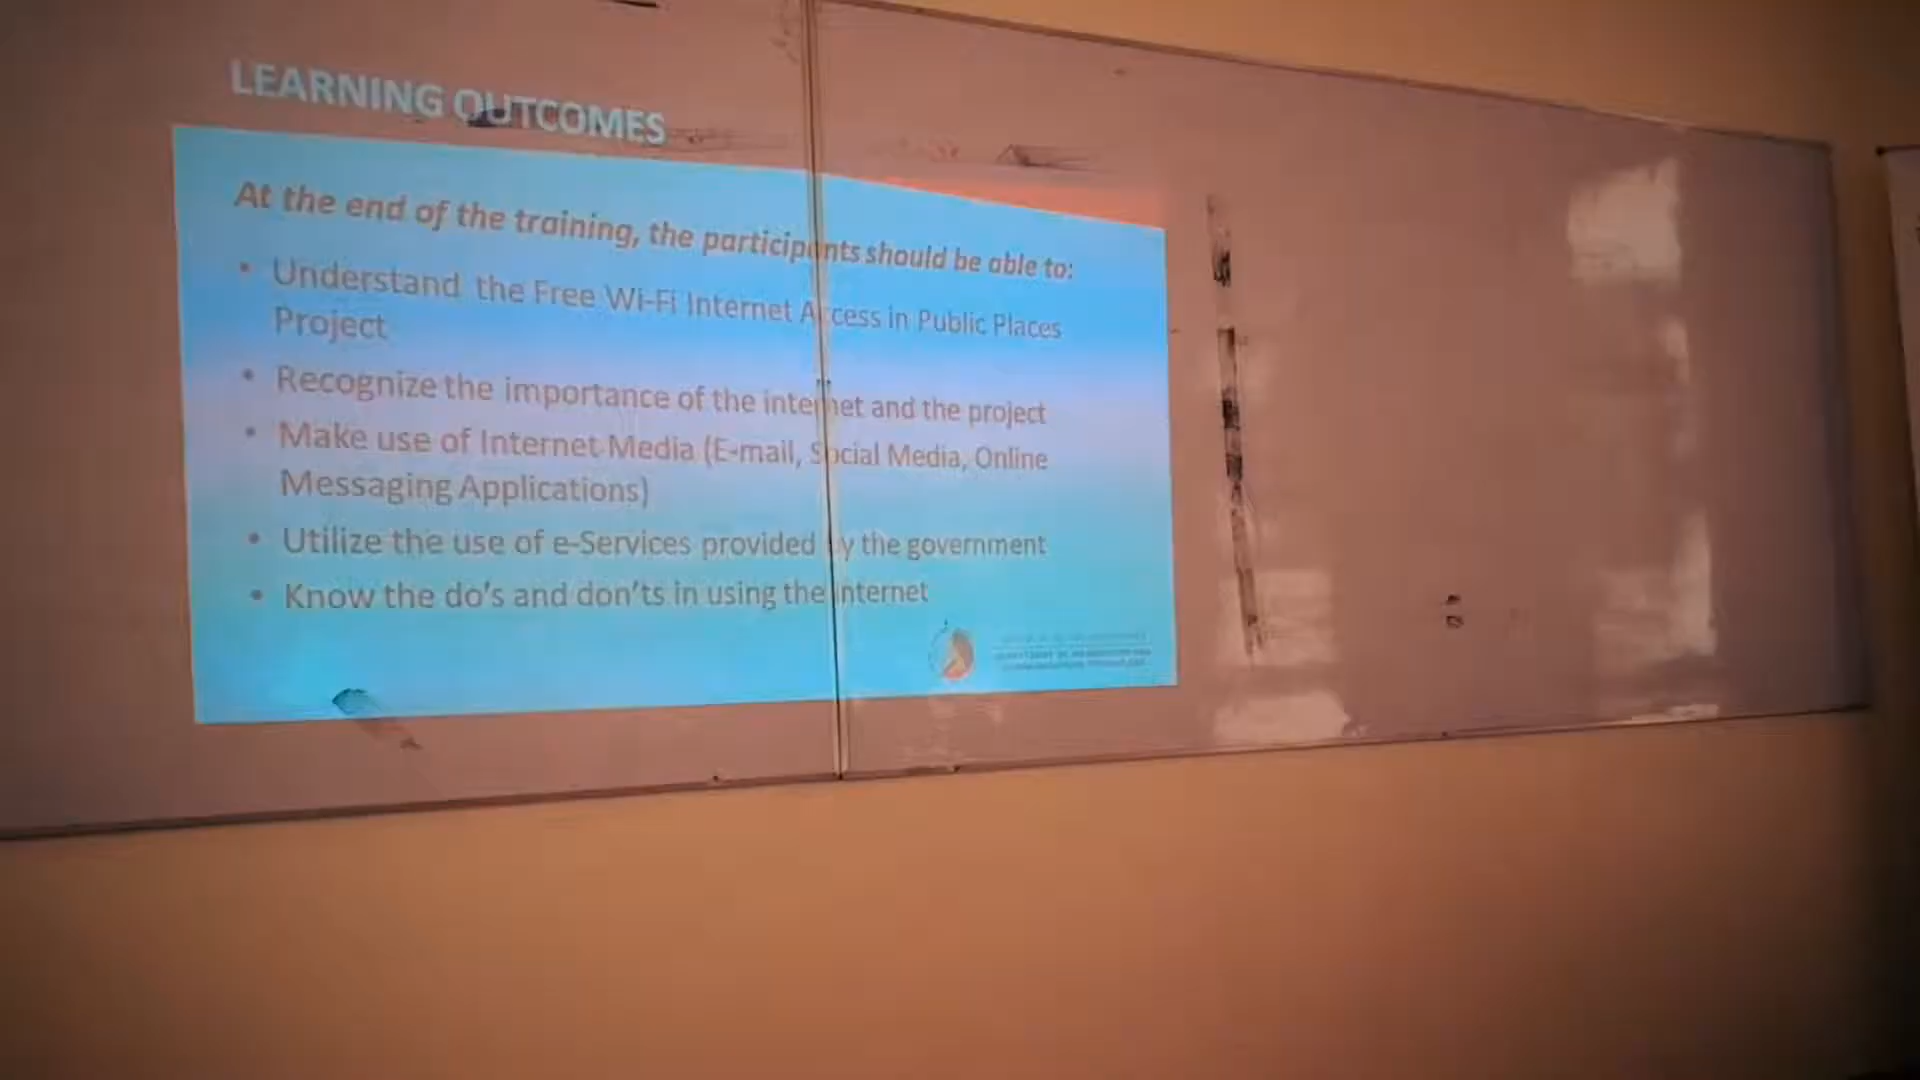 LEARNING OUTCOMES
At the end of the training, the participants should be able to:
• Understand the Free Wi-Fi Internet Access in Public Places
Project
• Recognize the importance of the internet and the project
• Make use of Internet Media (E-mail, Social Media, Online
Messaging Applications)
• Utilize the use of e-Services provided by the government
• Know the do's and don'ts in using the internet